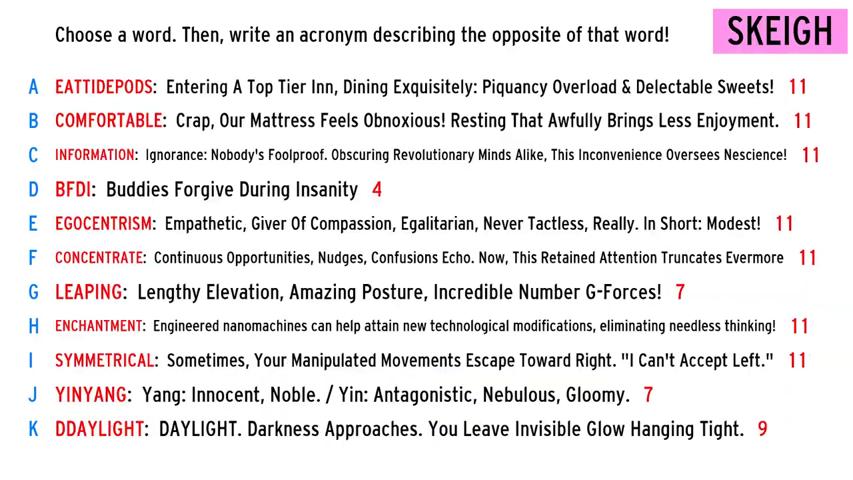 Choose a word. Then, write an acronym describing the opposite of that word!
SKEIGH
A EATTIDEPODS: Entering A Top Tier Inn, Dining Exquisitely: Piquancy Overload & Delectable Sweets! 11
B COMFORTABLE: Crap, Our Mattress Feels Obnoxious! Resting That Awfully Brings Less Enjoyment. 11
C INFORMATION: Ignorance: Nobody's Foolproof. Obscuring Revolutionary Minds Alike, This Inconvenience Oversees Nescience! 11
D BFDI: Buddies Forgive During Insanity 4
E EGOCENTRISM: Empathetic, Giver Of Compassion, Egalitarian, Never Tactless, Really. In Short: Modest! 11
F CONCENTRATE: Continuous Opportunities, Nudges, Confusions Echo. Now, This Retained Attention Truncates Evermore 11
G LEAPING: Lengthy Elevation, Amazing Posture, Incredible Number G-Forces! 7
H ENCHANTMENT: Engineered nanomachines can help attain new technological modifications, eliminating needless thinking! 11
I SYMMETRICAL: Sometimes, Your Manipulated Movements Escape Toward Right. "I Can't Accept Left." 11
J YINYANG: Yang: Innocent, Noble. / Yin: Antagonistic, Nebulous, Gloomy. 7
K DDAYLIGHT: DAYLIGHT. Darkness Approaches. You Leave Invisible Glow Hanging Tight. 9